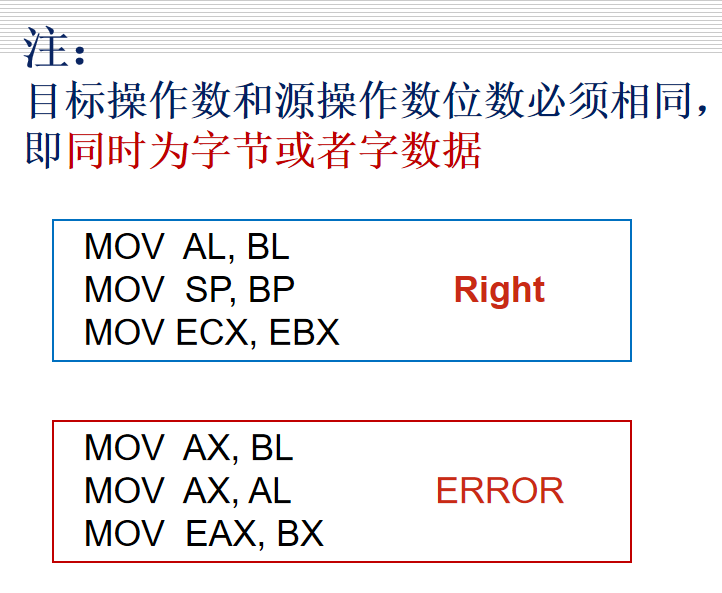 注：
目标操作数和源操作数位数必须相同，
即同时为字节或者字数据
MOV AL, BL
MOV SP, BP
Right
MOV ECX, EBX
MOV AX, BL
MOV AX, AL
ERROR
MOV EAX, BX